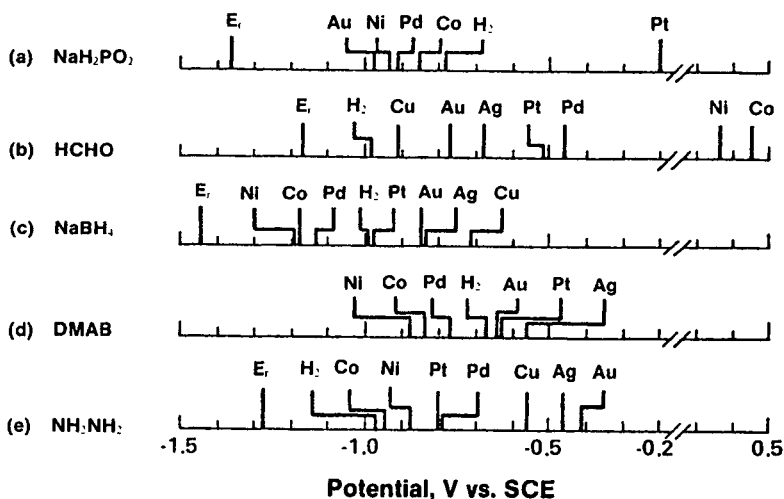 Eᵣ Au Ni Pd Co H₂ Pt
(a) NaH₂PO₂
Eᵣ H₂ Cu Au Ag Pt Pd Ni Co
(b) HCHO
Eᵣ Ni Co Pd H₂ Pt Au Ag Cu
(c) NaBH₄
Ni Co Pd H₂ Au Pt Ag
(d) DMAB
Eᵣ H₂ Co Ni Pt Pd Cu Ag Au
(e) NH₂NH₂
-1.5 -1.0 -0.5 -0.2 0.5
Potential, V vs. SCE